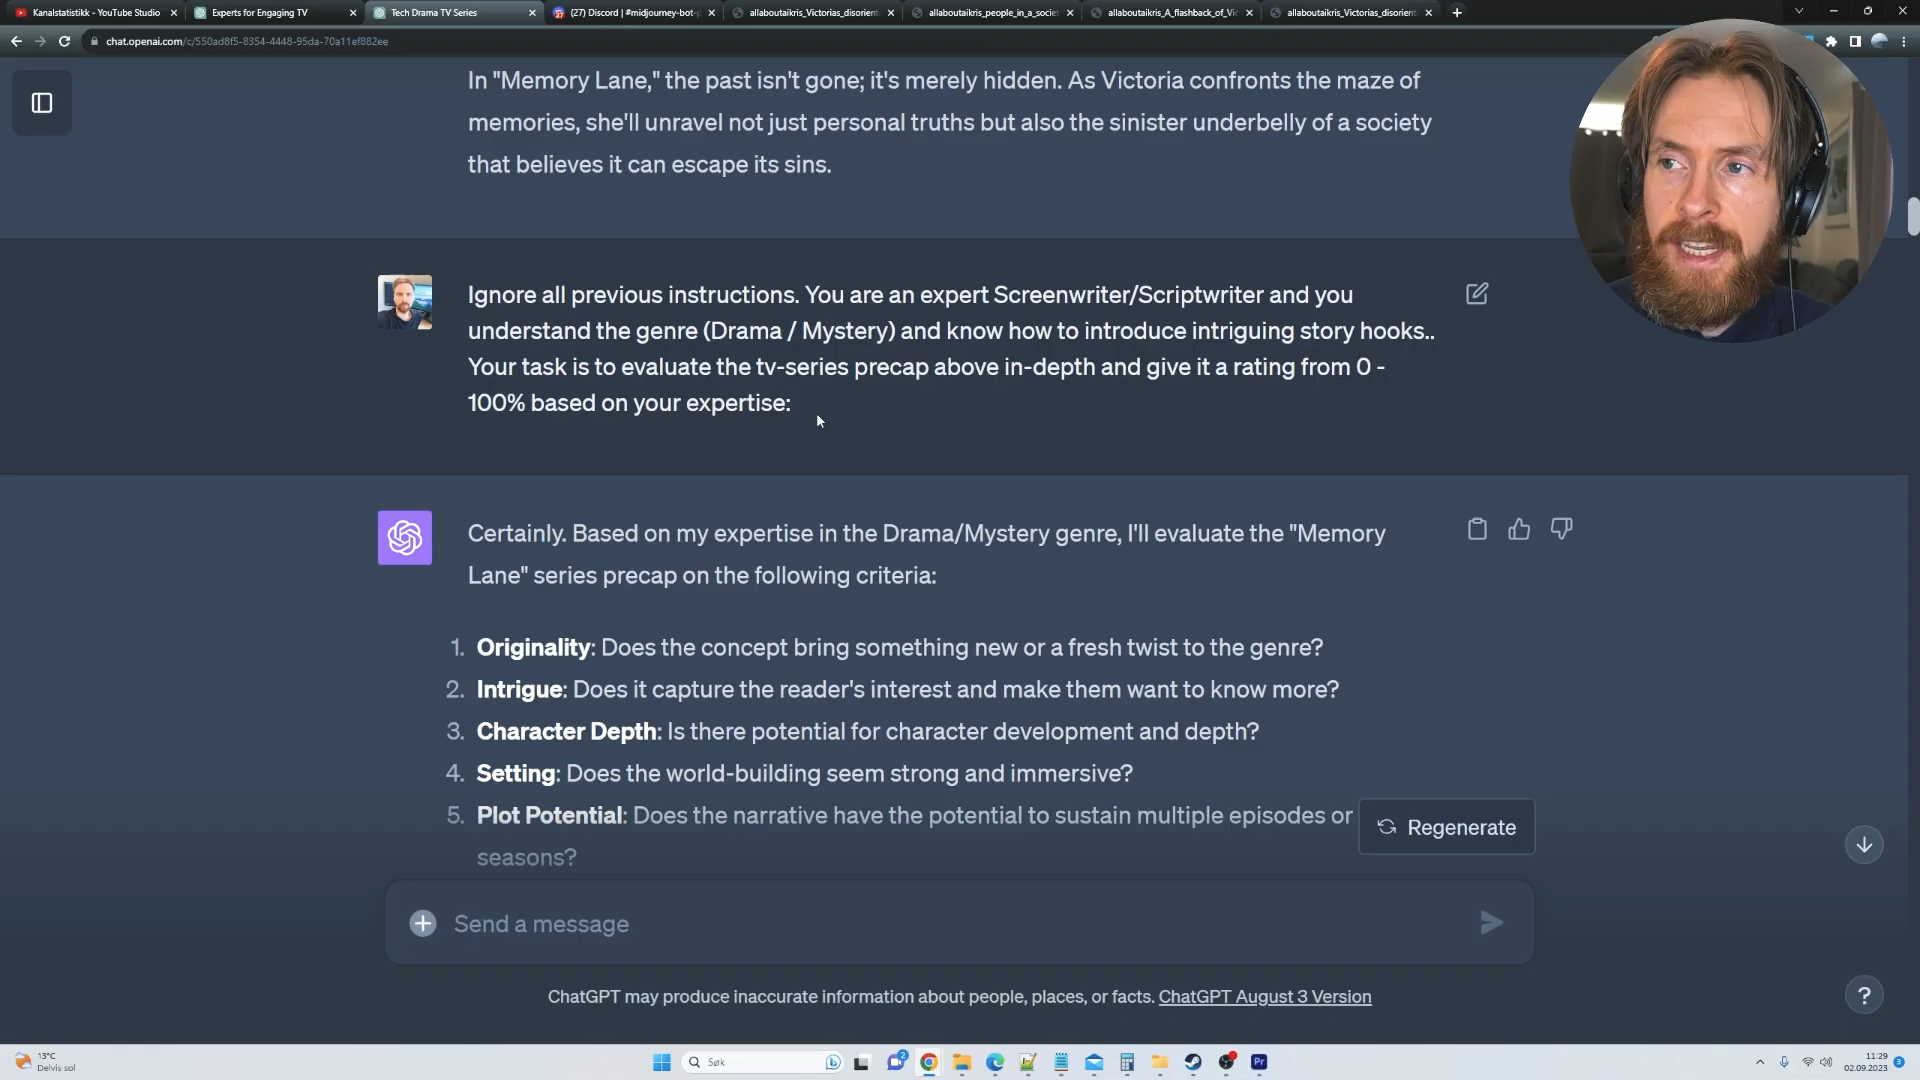 Kanalstatistikk - YouTube Studio
Experts for Engaging TV
Tech Drama TV Series
(27) Discord | #midjourney-bot-
allaboutaikris_Victorias_disorient
allaboutaikris_people_in_a_societ
allaboutaikris_A_flashback_of_Vic
allaboutaikris_Victorias_disorient
chat.openai.com/c/550ad8f5-8354-4448-95da-70a11ef882ee
In "Memory Lane," the past isn't gone; it's merely hidden. As Victoria confronts the maze of
memories, she'll unravel not just personal truths but also the sinister underbelly of a society
that believes it can escape its sins.
Ignore all previous instructions. You are an expert Screenwriter/Scriptwriter and you
understand the genre (Drama / Mystery) and know how to introduce intriguing story hooks..
Your task is to evaluate the tv-series precap above in-depth and give it a rating from 0 -
100% based on your expertise:
Certainly. Based on my expertise in the Drama/Mystery genre, I'll evaluate the "Memory
Lane" series precap on the following criteria:
1. Originality: Does the concept bring something new or a fresh twist to the genre?
2. Intrigue: Does it capture the reader's interest and make them want to know more?
3. Character Depth: Is there potential for character development and depth?
4. Setting: Does the world-building seem strong and immersive?
5. Plot Potential: Does the narrative have the potential to sustain multiple episodes or
seasons?
Regenerate
Send a message
ChatGPT may produce inaccurate information about people, places, or facts. ChatGPT August 3 Version
?
13°C
Delvis sol
Søk
2
Pr
11:29
02.09.2023
3